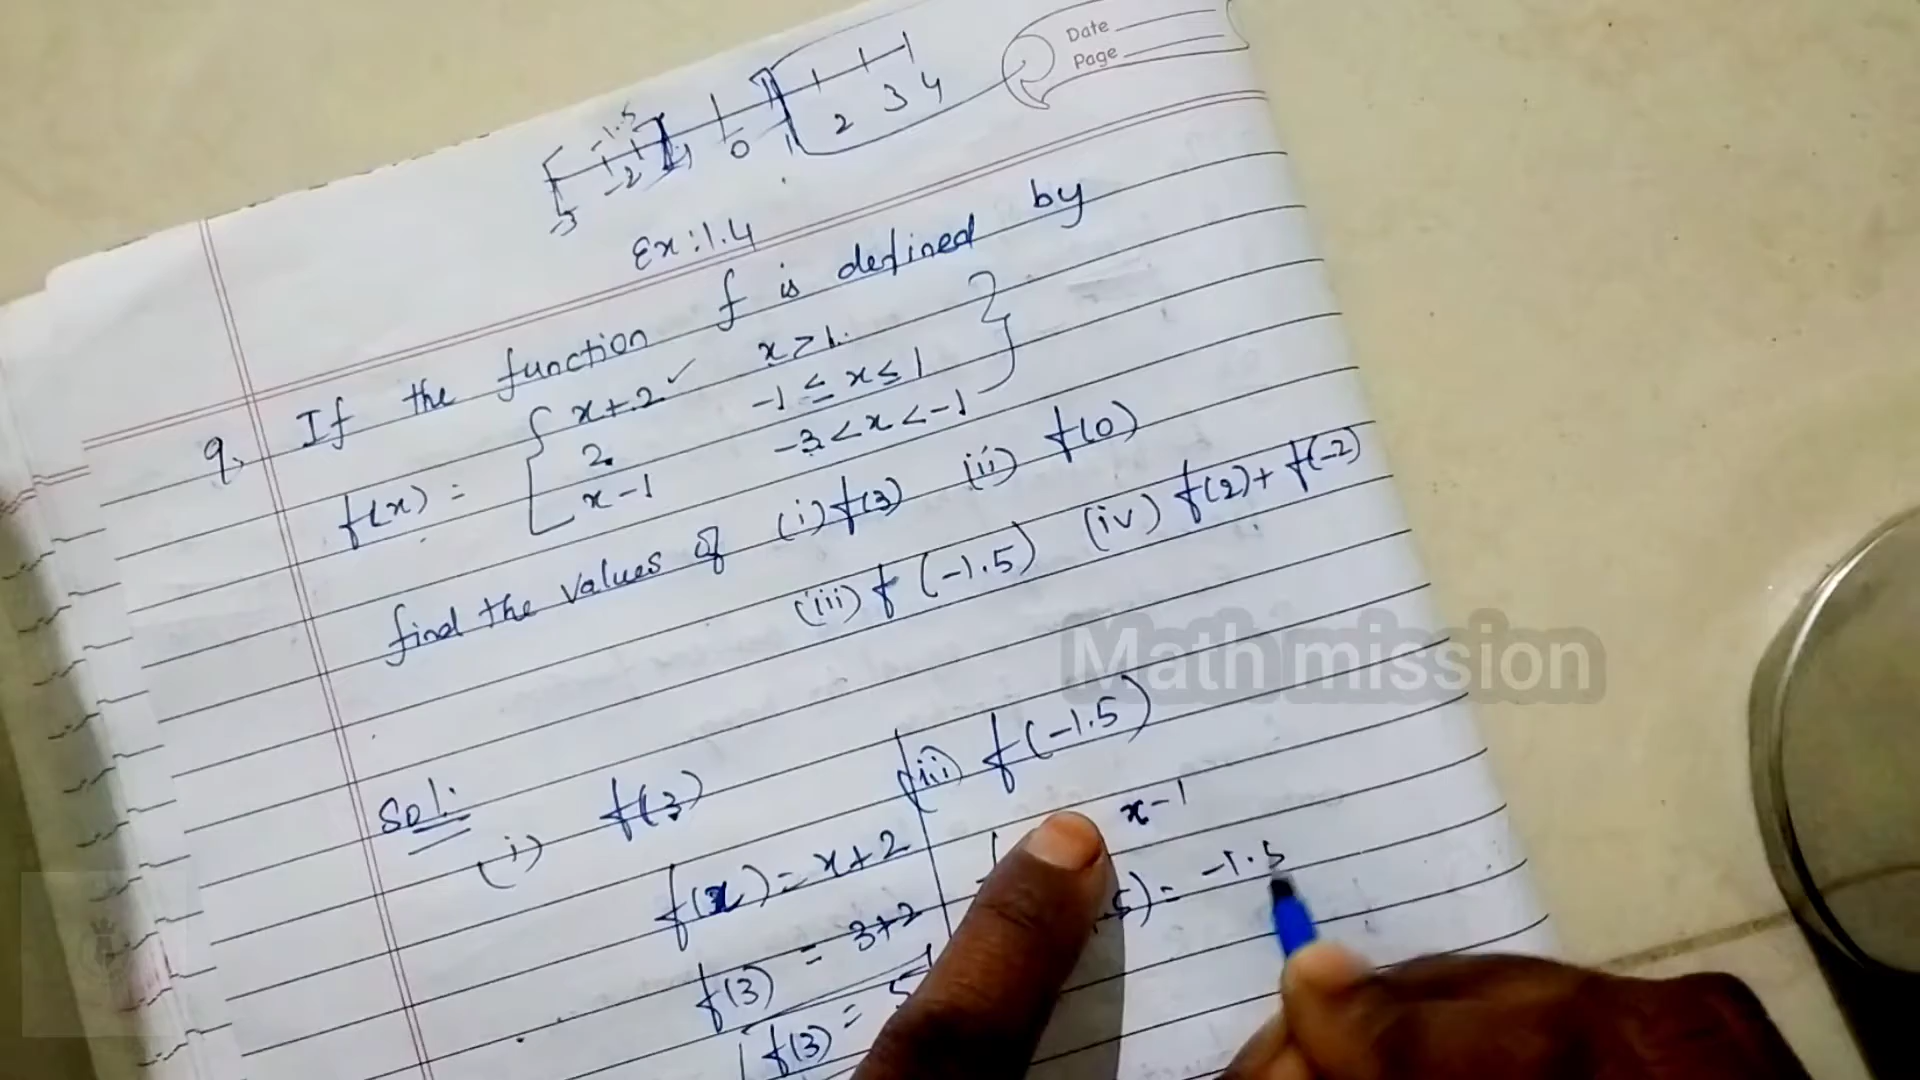 Date
Page
-1.5
-3 -2 -1 0 1 2 3 4
Ex:1.4
9. If the function f is defined by
f(x) = { x+2 ✓ x>1.
2 -1 ≤ x ≤ 1
x-1 -3<x<-1 }
find the values of (i) f(3) (ii) f(0)
(iii) f(-1.5) (iv) f(2)+ f(-2)
Math mission
Sol:
(i) f(3)
f(x) = x+2
f(3) = 3+2
f(3) = 5
(iii) f(-1.5)
x-1
.5) = -1.5